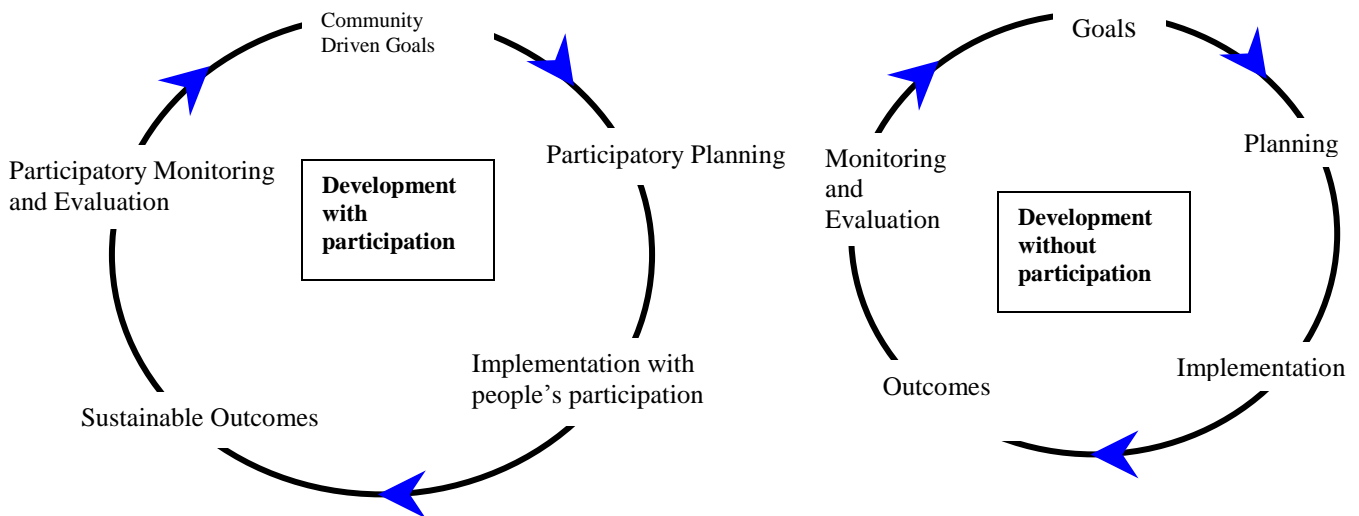 Community
Driven Goals
Participatory Planning
Implementation with
people’s participation
Sustainable Outcomes
Participatory Monitoring
and Evaluation
Development
with
participation
Goals
Planning
Implementation
Outcomes
Monitoring
and
Evaluation
Development
without
participation